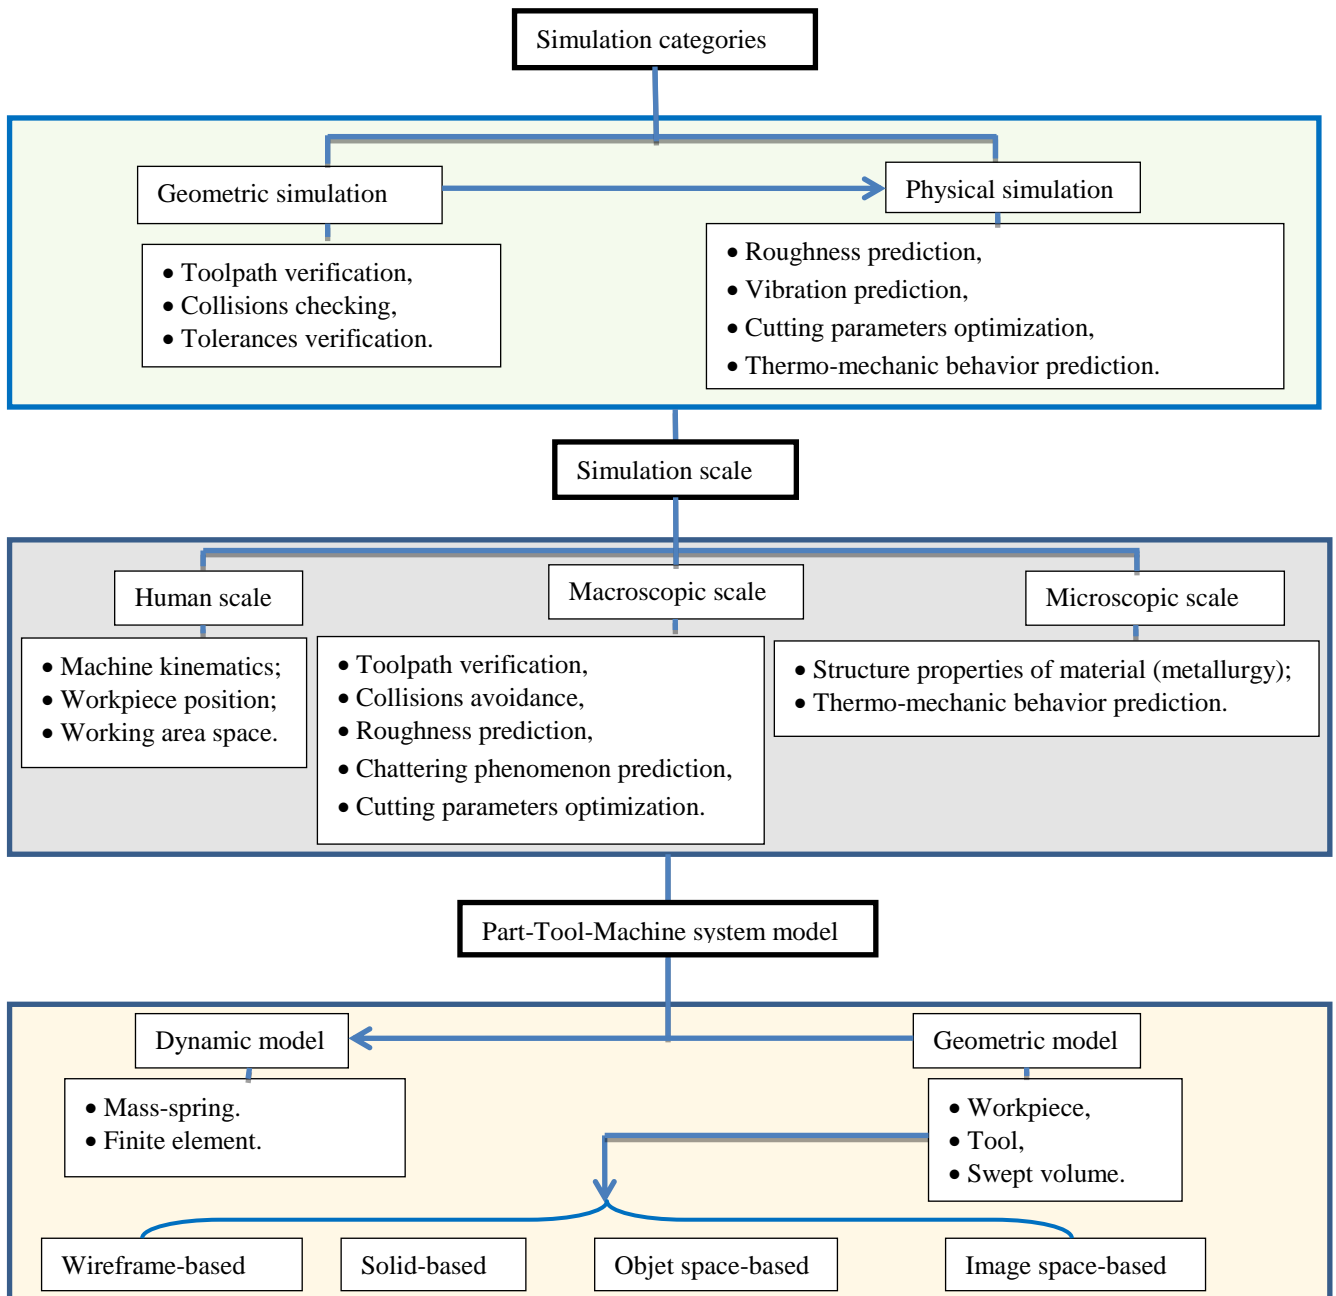 Simulation categories
Geometric simulation
Physical simulation
• Toolpath verification,
• Collisions checking,
• Tolerances verification.
• Roughness prediction,
• Vibration prediction,
• Cutting parameters optimization,
• Thermo-mechanic behavior prediction.
Simulation scale
Human scale
Macroscopic scale
Microscopic scale
• Machine kinematics;
• Workpiece position;
• Working area space.
• Toolpath verification,
• Collisions avoidance,
• Roughness prediction,
• Chattering phenomenon prediction,
• Cutting parameters optimization.
• Structure properties of material (metallurgy);
• Thermo-mechanic behavior prediction.
Part-Tool-Machine system model
Dynamic model
Geometric model
• Mass-spring.
• Finite element.
• Workpiece,
• Tool,
• Swept volume.
Wireframe-based
Solid-based
Objet space-based
Image space-based